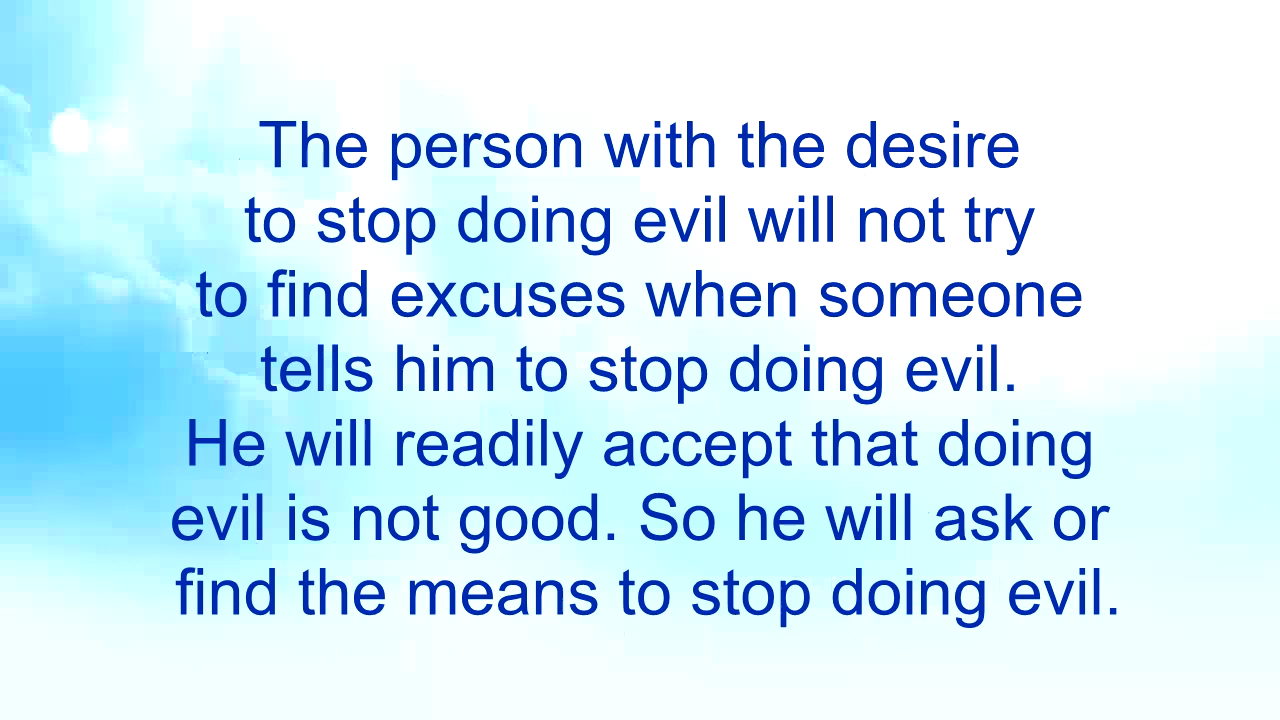 The person with the desire
to stop doing evil will not try
to find excuses when someone
tells him to stop doing evil.
He will readily accept that doing
evil is not good. So he will ask or
find the means to stop doing evil.